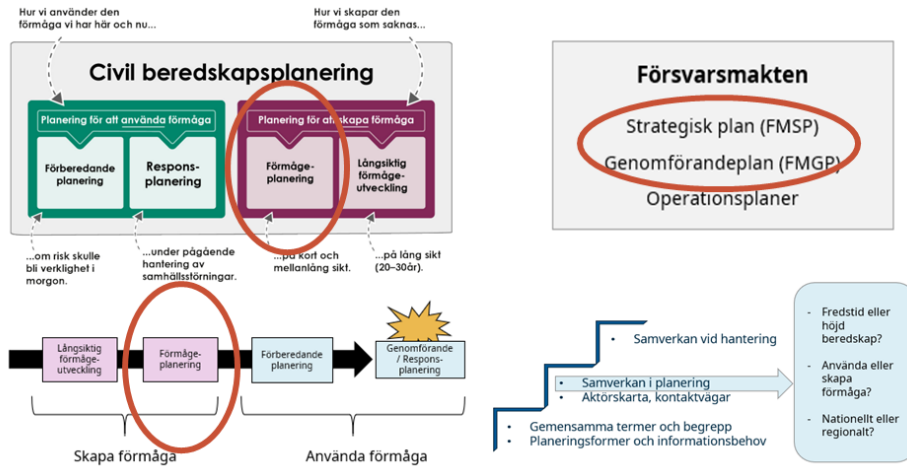 Hur vi använder den
förmåga vi har här och nu...
Hur vi skapar den
förmåga som saknas...
Civil beredskapsplanering
Planering för att använda förmåga
Planering för att skapa förmåga
Förberedande
planering
Respons-
planering
Förmåge-
planering
Långsiktig
förmåge-
utveckling
...om risk skulle
bli verklighet i
morgon.
...under pågående
hantering av
samhällsstörningar.
...på kort och
mellanlång sikt.
...på lång sikt
(20–30år).
Försvarsmakten
Strategisk plan (FMSP)
Genomförandeplan (FMGP)
Operationsplaner
Långsiktig
förmåge-
utveckling
Förmåge-
planering
Förberedande
planering
Genomförande
/ Respons-
planering
Skapa förmåga
Använda förmåga
• Samverkan vid hantering
• Samverkan i planering
• Aktörskarta, kontaktvägar
• Gemensamma termer och begrepp
• Planeringsformer och informationsbehov
- Fredstid eller
höjd
beredskap?
- Använda eller
skapa
förmåga?
- Nationellt eller
regionalt?